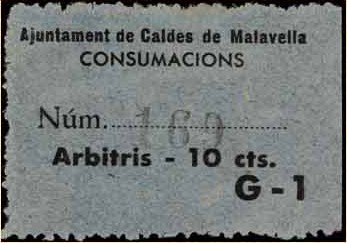 Ajuntament de Caldes de Malavella
CONSUMACIONS
Núm. 169
Arbitris - 10 cts.
G - 1